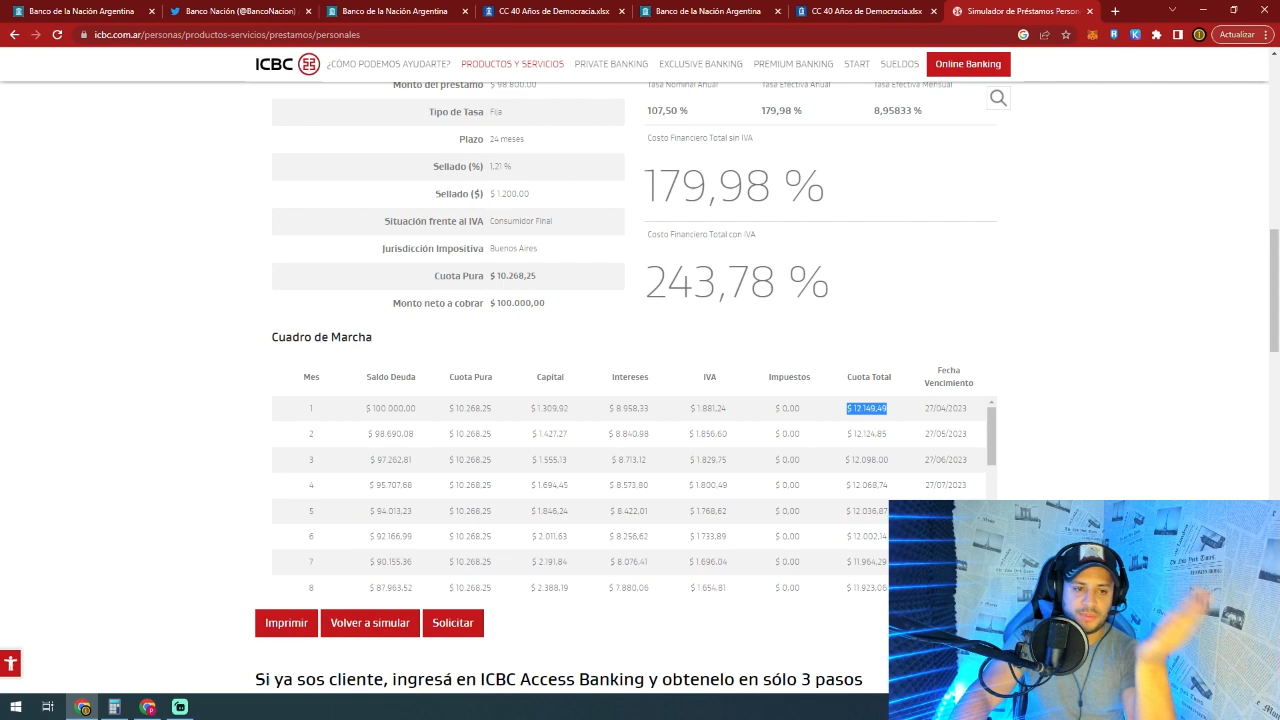 Banco de la Nación Argentina
Banco Nación (@BancoNacion)
Banco de la Nación Argentina
CC 40 Años de Democracia.xlsx
Banco de la Nación Argentina
CC 40 Años de Democracia.xlsx
Simulador de Préstamos Person
icbc.com.ar/personas/productos-servicios/prestamos/personales
Actualizar
ICBC ¿CÓMO PODEMOS AYUDARTE? PRODUCTOS Y SERVICIOS PRIVATE BANKING EXCLUSIVE BANKING PREMIUM BANKING START SUELDOS Online Banking
Monto del préstamo $ 98.800,00
Tasa Nominal Anual Tasa Efectiva Anual Tasa Efectiva Mensual
107,50 % 179,98 % 8,95833 %
Tipo de Tasa Fija
Plazo 24 meses
Sellado (%) 1,21 %
Sellado ($) $ 1.200,00
Situación frente al IVA Consumidor Final
Jurisdicción Impositiva Buenos Aires
Cuota Pura $ 10.268,25
Monto neto a cobrar $ 100.000,00
Costo Financiero Total sin IVA
179,98 %
Costo Financiero Total con IVA
243,78 %
Cuadro de Marcha
Mes Saldo Deuda Cuota Pura Capital Intereses IVA Impuestos Cuota Total Fecha Vencimiento
1 $ 100.000,00 $ 10.268,25 $ 1.309,92 $ 8.958,33 $ 1.881,24 $ 0,00 $ 12.149,49 27/04/2023
2 $ 98.690,08 $ 10.268,25 $ 1.427,27 $ 8.840,98 $ 1.856,60 $ 0,00 $ 12.124,85 27/05/2023
3 $ 97.262,81 $ 10.268,25 $ 1.555,13 $ 8.713,12 $ 1.829,75 $ 0,00 $ 12.098,00 27/06/2023
4 $ 95.707,68 $ 10.268,25 $ 1.694,45 $ 8.573,80 $ 1.800,49 $ 0,00 $ 12.068,74 27/07/2023
5 $ 94.013,23 $ 10.268,25 $ 1.846,24 $ 8.422,01 $ 1.768,62 $ 0,00 $ 12.036,87
6 $ 92.166,99 $ 10.268,25 $ 2.011,63 $ 8.256,62 $ 1.733,89 $ 0,00 $ 12.002,14
7 $ 90.155,36 $ 10.268,25 $ 2.191,84 $ 8.076,41 $ 1.696,04 $ 0,00 $ 11.964,29
8 $ 87.963,52 $ 10.268,25 $ 2.388,19 $ 7.880,06 $ 1.654,81 $ 0,00 $ 11.923,06
Imprimir Volver a simular Solicitar
Si ya sos cliente, ingresá en ICBC Access Banking y obtenelo en sólo 3 pasos